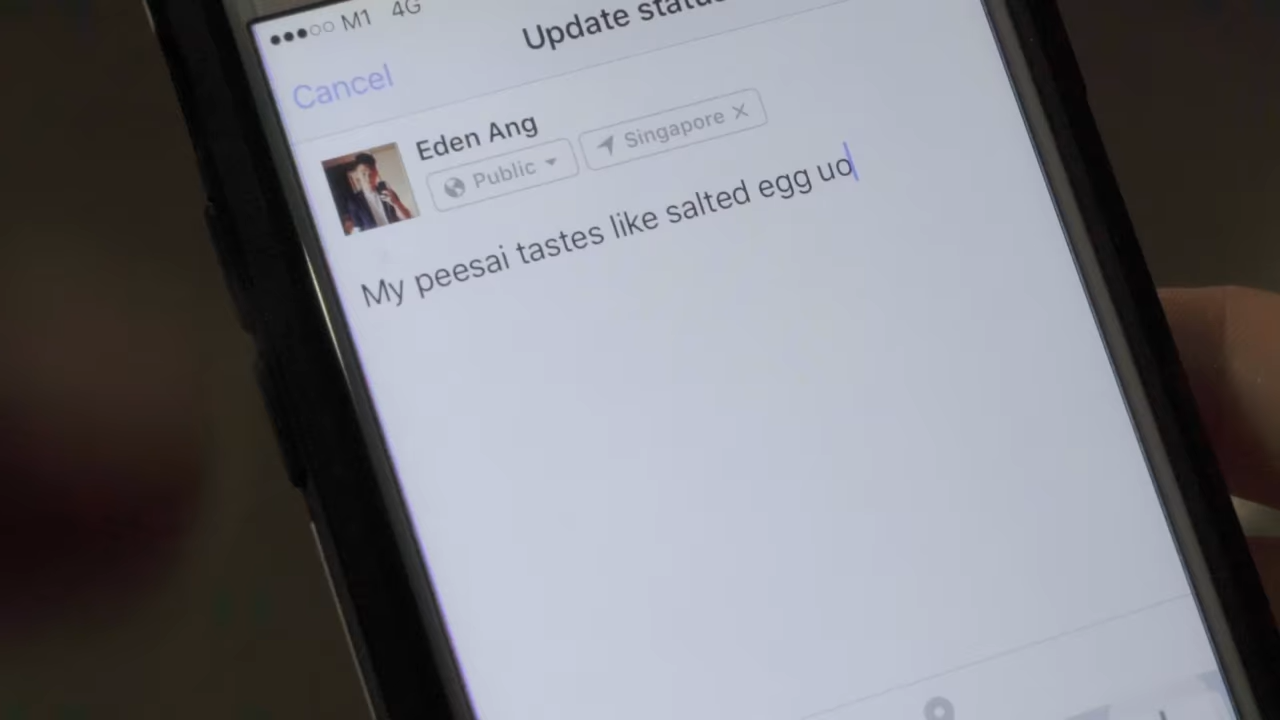 M1 4G
Update status
Cancel
Eden Ang
Public
Singapore
My peesai tastes like salted egg uo